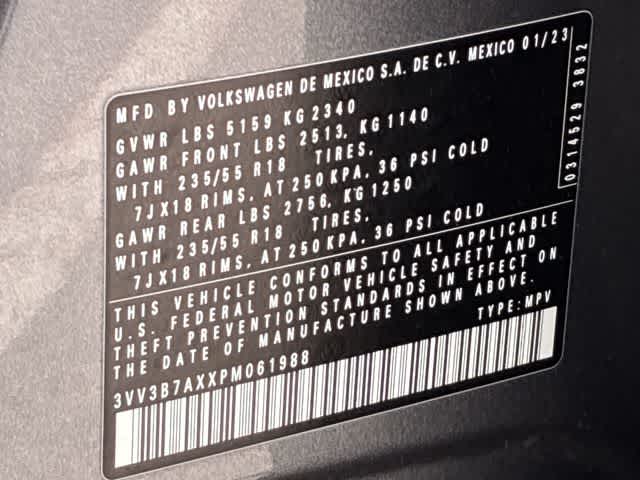 MFD BY VOLKSWAGEN DE MEXICO S.A. DE C.V. MEXICO 01/23
GVWR LBS 5159 KG 2340
GAWR FRONT LBS 2513, KG 1140
WITH 235/55 R18 TIRES,
7JX18 RIMS, AT 250 KPA, 36 PSI COLD
GAWR REAR LBS 2756, KG 1250
WITH 235/55 R18 TIRES,
7JX18 RIMS, AT 250 KPA, 36 PSI COLD
0314529 3832
THIS VEHICLE CONFORMS TO ALL APPLICABLE
U.S. FEDERAL MOTOR VEHICLE SAFETY AND
THEFT PREVENTION STANDARDS IN EFFECT ON
THE DATE OF MANUFACTURE SHOWN ABOVE.
TYPE: MPV
3VV3B7AXXPM061988